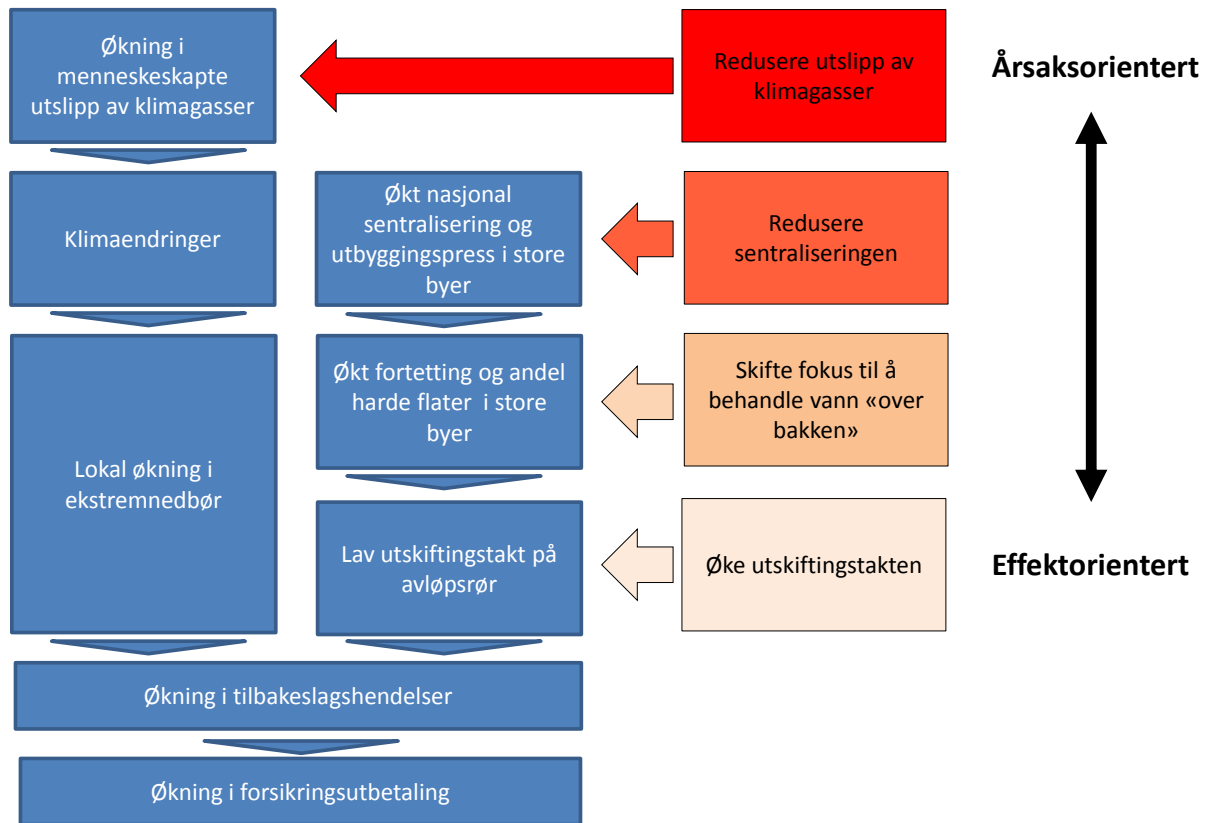 Økning i
menneskeskapte
utslipp av klimagasser
Redusere utslipp av
klimagasser
Årsaksorientert
Klimaendringer
Økt nasjonal
sentralisering og
utbyggingspress i store
byer
Redusere
sentraliseringen
Lokal økning i
ekstremnedbør
Økt fortetting og andel
harde flater i store
byer
Skifte fokus til å
behandle vann «over
bakken»
Lav utskiftingstakt på
avløpsrør
Øke utskiftingstakten
Effektorientert
Økning i tilbakeslagshendelser
Økning i forsikringsutbetaling